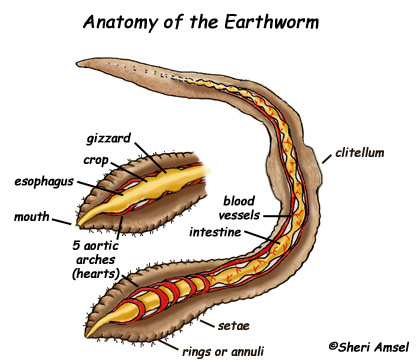 Anatomy of the Earthworm
gizzard
crop
esophagus
mouth
5 aortic
arches
(hearts)
clitellum
blood
vessels
intestine
setae
rings or annuli
©Sheri Amsel